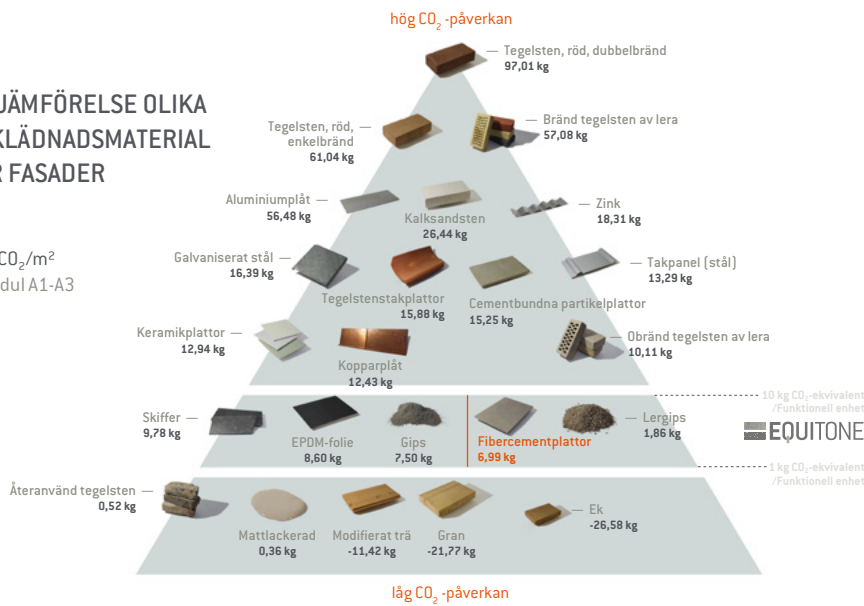 hög CO₂ -påverkan
Tegelsten, röd, dubbelbränd
97,01 kg
JÄMFÖRELSE OLIKA
KLÄDNADSMATERIAL
R FASADER
CO₂/m²
dul A1-A3
Tegelsten, röd,
enkelbränd
61,04 kg
Bränd tegelsten av lera
57,08 kg
Aluminiumplåt
56,48 kg
Kalksandsten
26,44 kg
Zink
18,31 kg
Galvaniserat stål
16,39 kg
Tegelstenstakplattor
15,88 kg
Cementbundna partikelplattor
15,25 kg
Takpanel (stål)
13,29 kg
Keramikplattor
12,94 kg
Kopparplåt
12,43 kg
Obränd tegelsten av lera
10,11 kg
10 kg CO₂-ekvivalent
/Funktionell enhet
Skiffer
9,78 kg
EPDM-folie
8,60 kg
Gips
7,50 kg
Fibercementplattor
6,99 kg
Lergips
1,86 kg
EQUITONE
1 kg CO₂-ekvivalent
/Funktionell enhet
Återanvänd tegelsten
0,52 kg
Mattlackerad
0,36 kg
Modifierat trä
-11,42 kg
Gran
-21,77 kg
Ek
-26,58 kg
låg CO₂ -påverkan